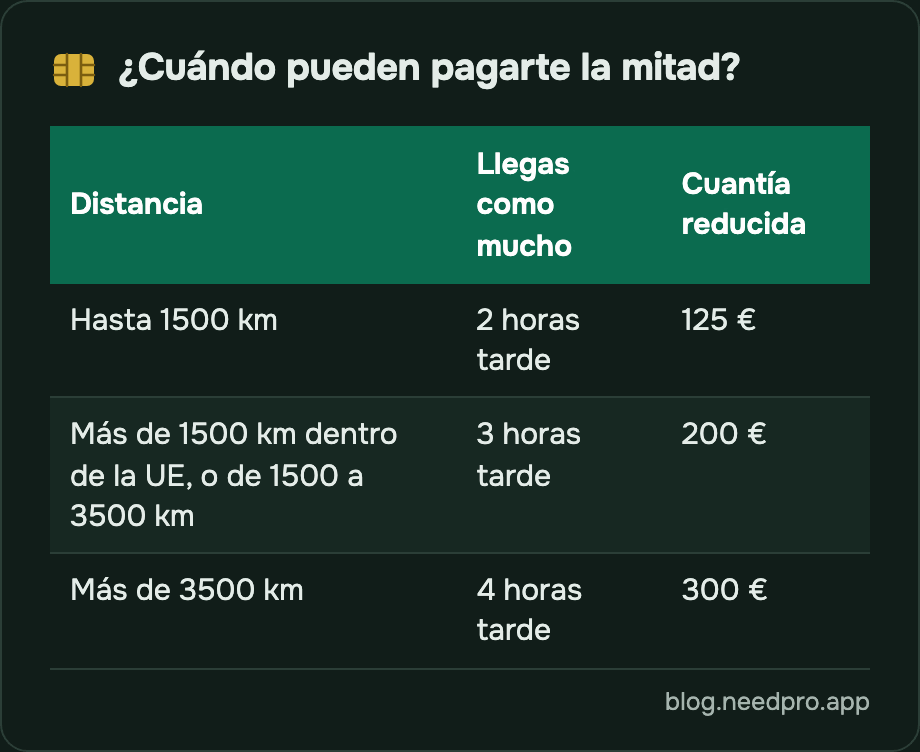 ¿Cuándo pueden pagarte la mitad?
Distancia
Llegas
como
mucho
Cuantía
reducida
Hasta 1500 km
2 horas
tarde
125 €
Más de 1500 km dentro
de la UE, o de 1500 a
3500 km
3 horas
tarde
200 €
Más de 3500 km
4 horas
tarde
300 €
blog.needpro.app